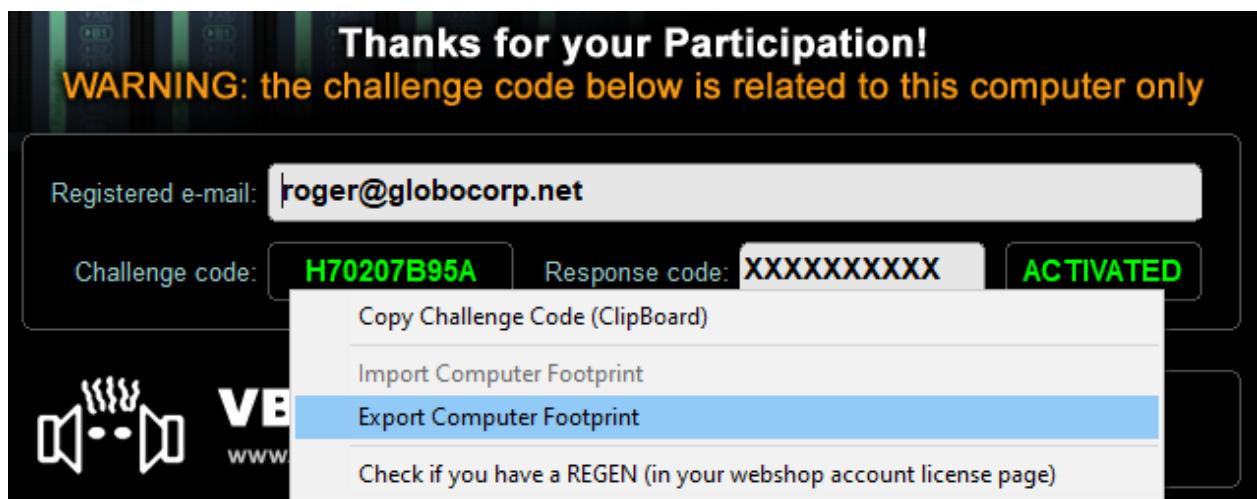 Thanks for your Participation!
WARNING: the challenge code below is related to this computer only
Registered e-mail: roger@globocorp.net
Challenge code: H70207B95A Response code: XXXXXXXXXX ACTIVATED
Copy Challenge Code (ClipBoard)
Import Computer Footprint
VB
Export Computer Footprint
www.
Check if you have a REGEN (in your webshop account license page)